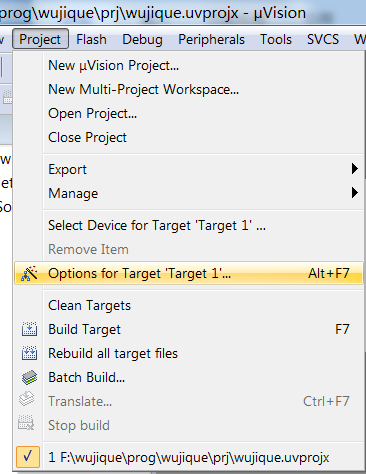 prog\wujique\prj\wujique.uvprojx - µVision
Project Flash Debug Peripherals Tools SVCS W
New µVision Project...
New Multi-Project Workspace...
Open Project...
Close Project
Export
Manage
Select Device for Target 'Target 1' ...
Remove Item
Options for Target 'Target 1'... Alt+F7
Clean Targets
Build Target F7
Rebuild all target files
Batch Build...
Translate... Ctrl+F7
Stop build
1 F:\wujique\prog\wujique\prj\wujique.uvprojx